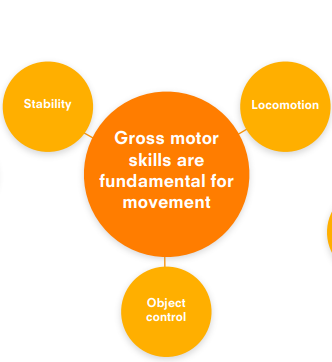 Stability
Locomotion
Gross motor
skills are
fundamental for
movement
Object
control